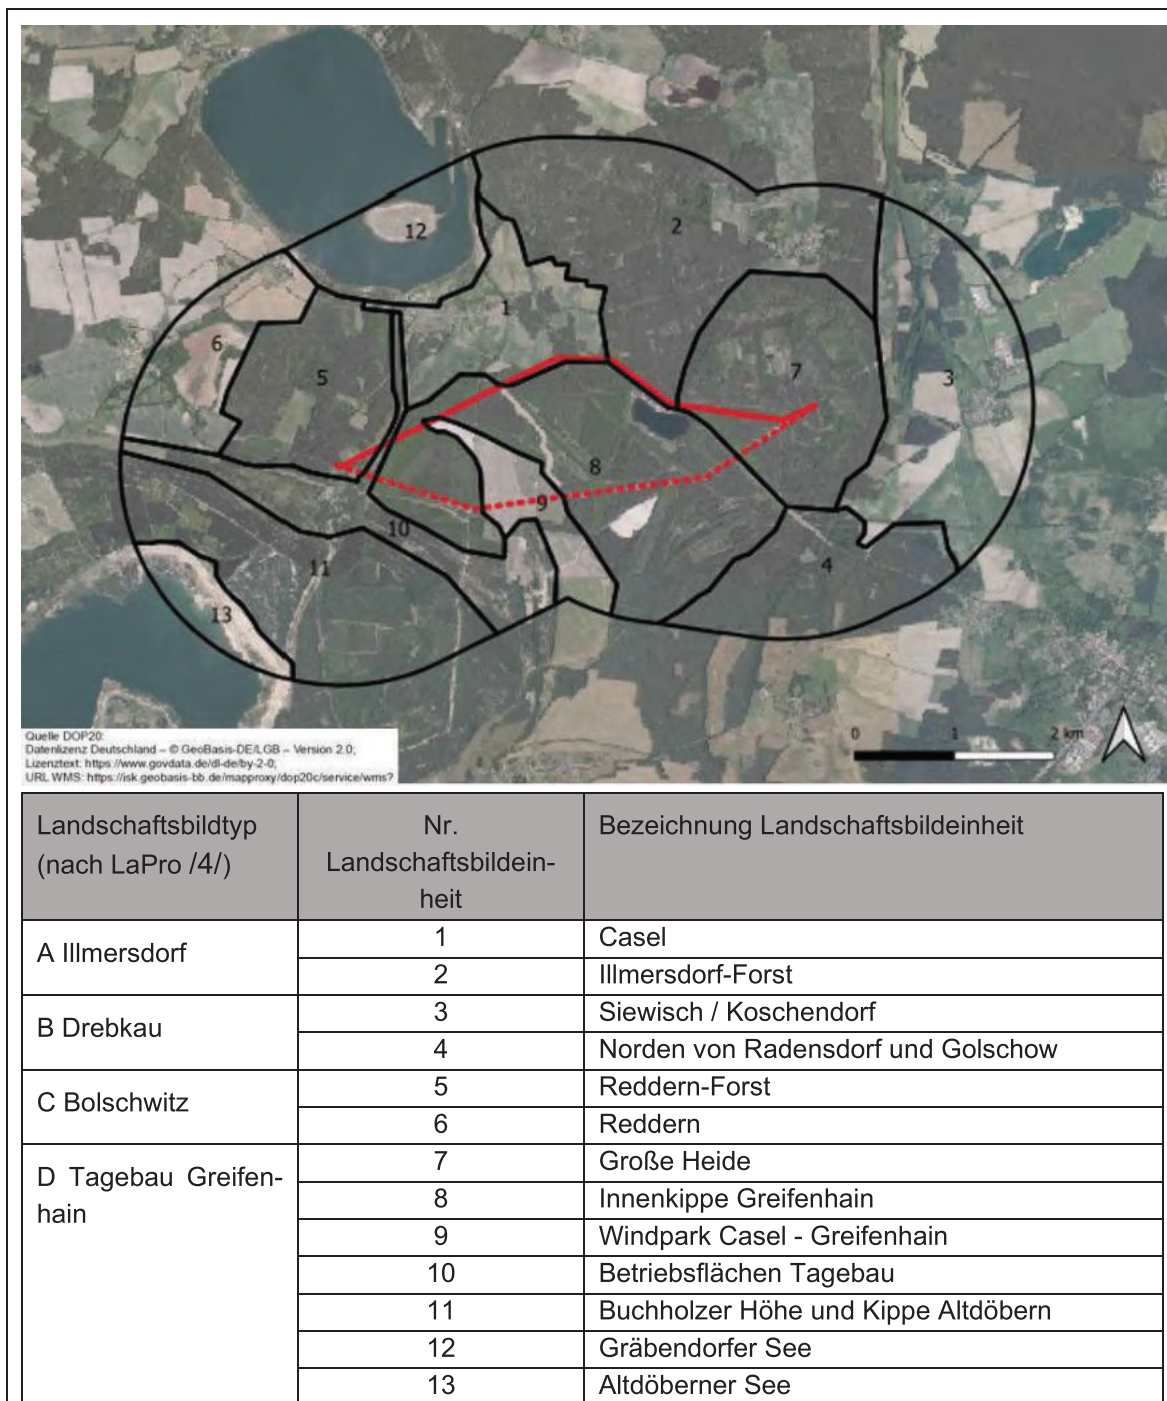 12
2
1
6
5
7
3
8
9
10
4
11
13
Quelle DOP20:
Datenlizenz Deutschland – © GeoBasis-DE/LGB – Version 2.0;
Lizenztext: https://www.govdata.de/dl-de/by-2-0;
URL WMS: https://isk.geobasis-bb.de/mapproxy/dop20c/service/wms?
0 1 2 km
Landschaftsbildtyp
(nach LaPro /4/)
Nr.
Landschaftsbildein-
heit
Bezeichnung Landschaftsbildeinheit
A Illmersdorf
1 Casel
2 Illmersdorf-Forst
B Drebkau
3 Siewisch / Koschendorf
4 Norden von Radensdorf und Golschow
C Bolschwitz
5 Reddern-Forst
6 Reddern
D Tagebau Greifen-
hain
7 Große Heide
8 Innenkippe Greifenhain
9 Windpark Casel - Greifenhain
10 Betriebsflächen Tagebau
11 Buchholzer Höhe und Kippe Altdöbern
12 Gräbendorfer See
13 Altdöberner See